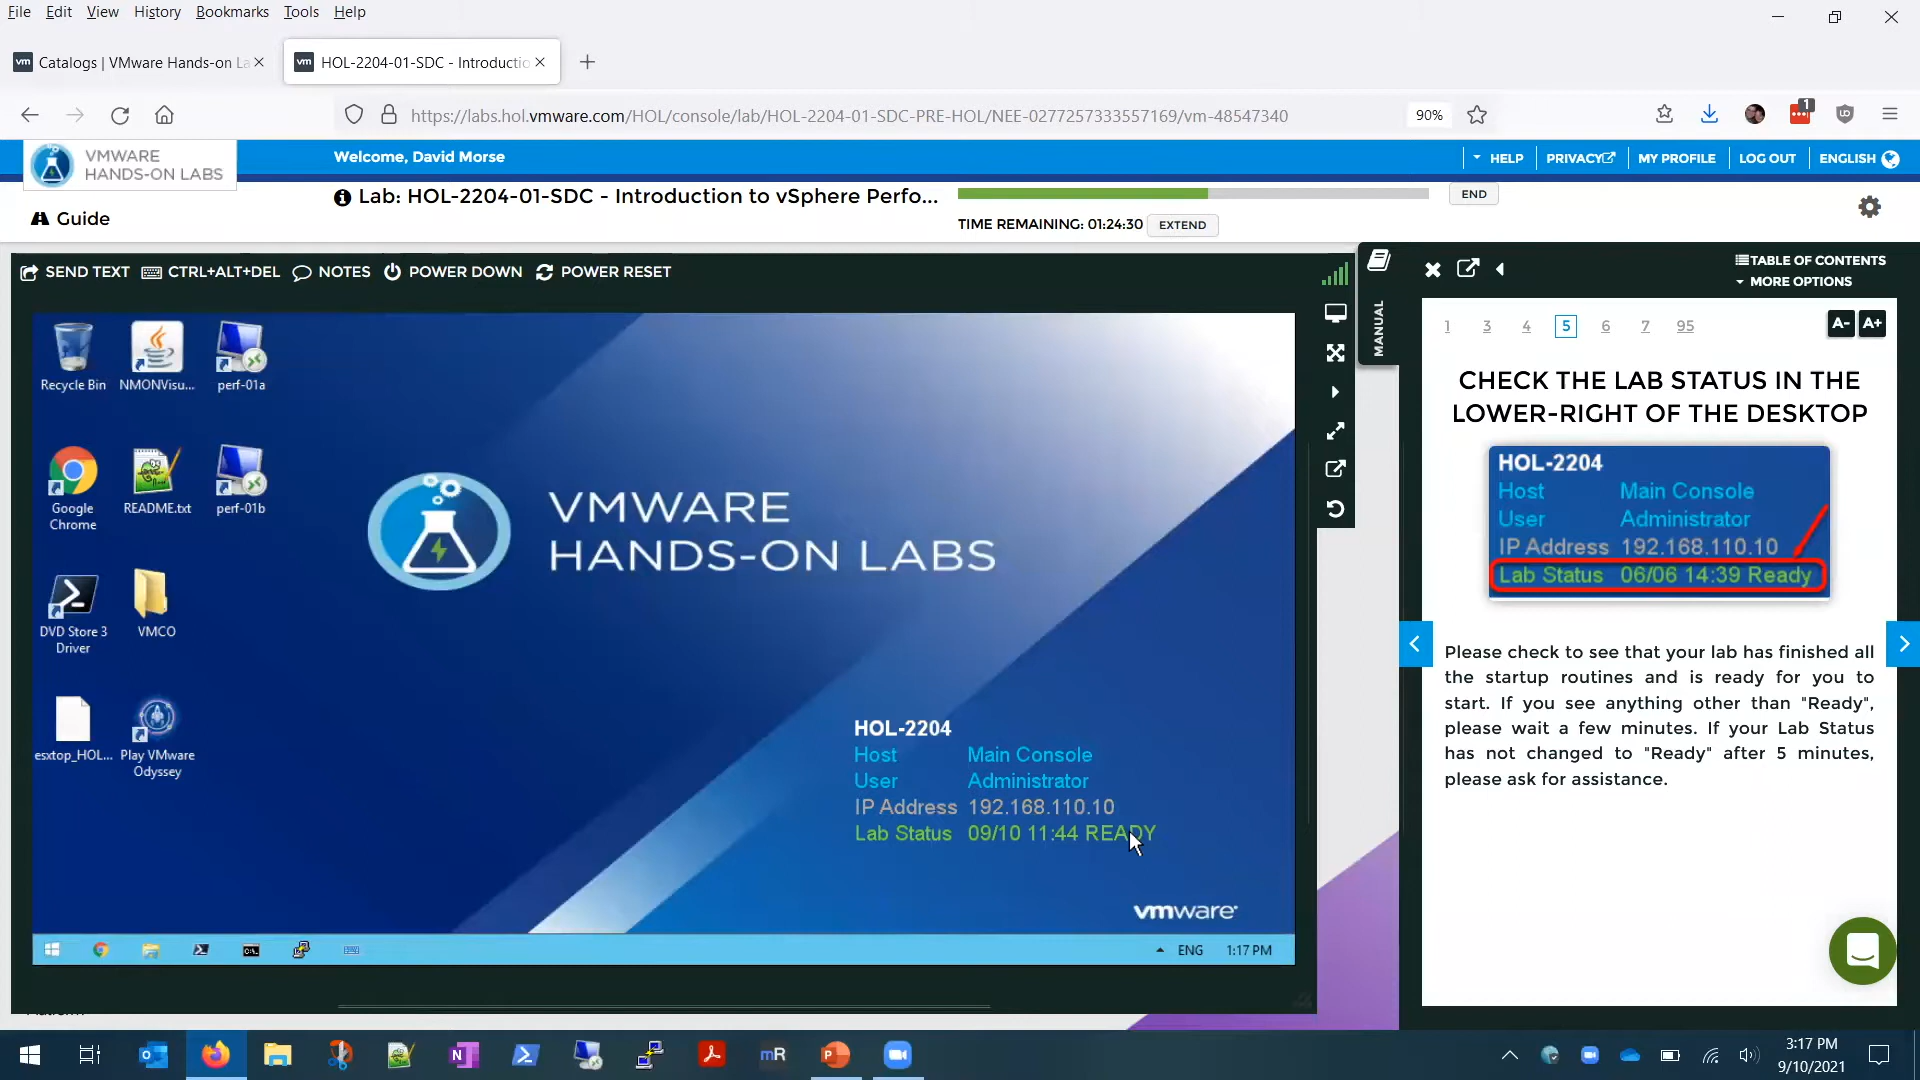 File Edit View History Bookmarks Tools Help
Catalogs | VMware Hands-on La
HOL-2204-01-SDC - Introductio
https://labs.hol.vmware.com/HOL/console/lab/HOL-2204-01-SDC-PRE-HOL/NEE-0277257333557169/vm-48547340
90%
1
VMWARE
HANDS-ON LABS
Welcome, David Morse
HELP PRIVACY MY PROFILE LOG OUT ENGLISH
Guide
Lab: HOL-2204-01-SDC - Introduction to vSphere Perfo...
END
TIME REMAINING: 01:24:30 EXTEND
SEND TEXT CTRL+ALT+DEL NOTES POWER DOWN POWER RESET
Recycle Bin NMONVisu... perf-01a
Google
Chrome
README.txt perf-01b
DVD Store 3
Driver
VMCO
esxtop_HOL...
Play VMware
Odyssey
VMWARE
HANDS-ON LABS
HOL-2204
Host Main Console
User Administrator
IP Address 192.168.110.10
Lab Status 09/10 11:44 READY
vmware
ENG 1:17 PM
MANUAL
TABLE OF CONTENTS
MORE OPTIONS
1 3 4 5 6 7 95
A- A+
CHECK THE LAB STATUS IN THE
LOWER-RIGHT OF THE DESKTOP
HOL-2204
Host Main Console
User Administrator
IP Address 192.168.110.10
Lab Status 06/06 14:39 Ready
Please check to see that your lab has finished all
the startup routines and is ready for you to
start. If you see anything other than "Ready",
please wait a few minutes. If your Lab Status
has not changed to "Ready" after 5 minutes,
please ask for assistance.
mR
3:17 PM
9/10/2021